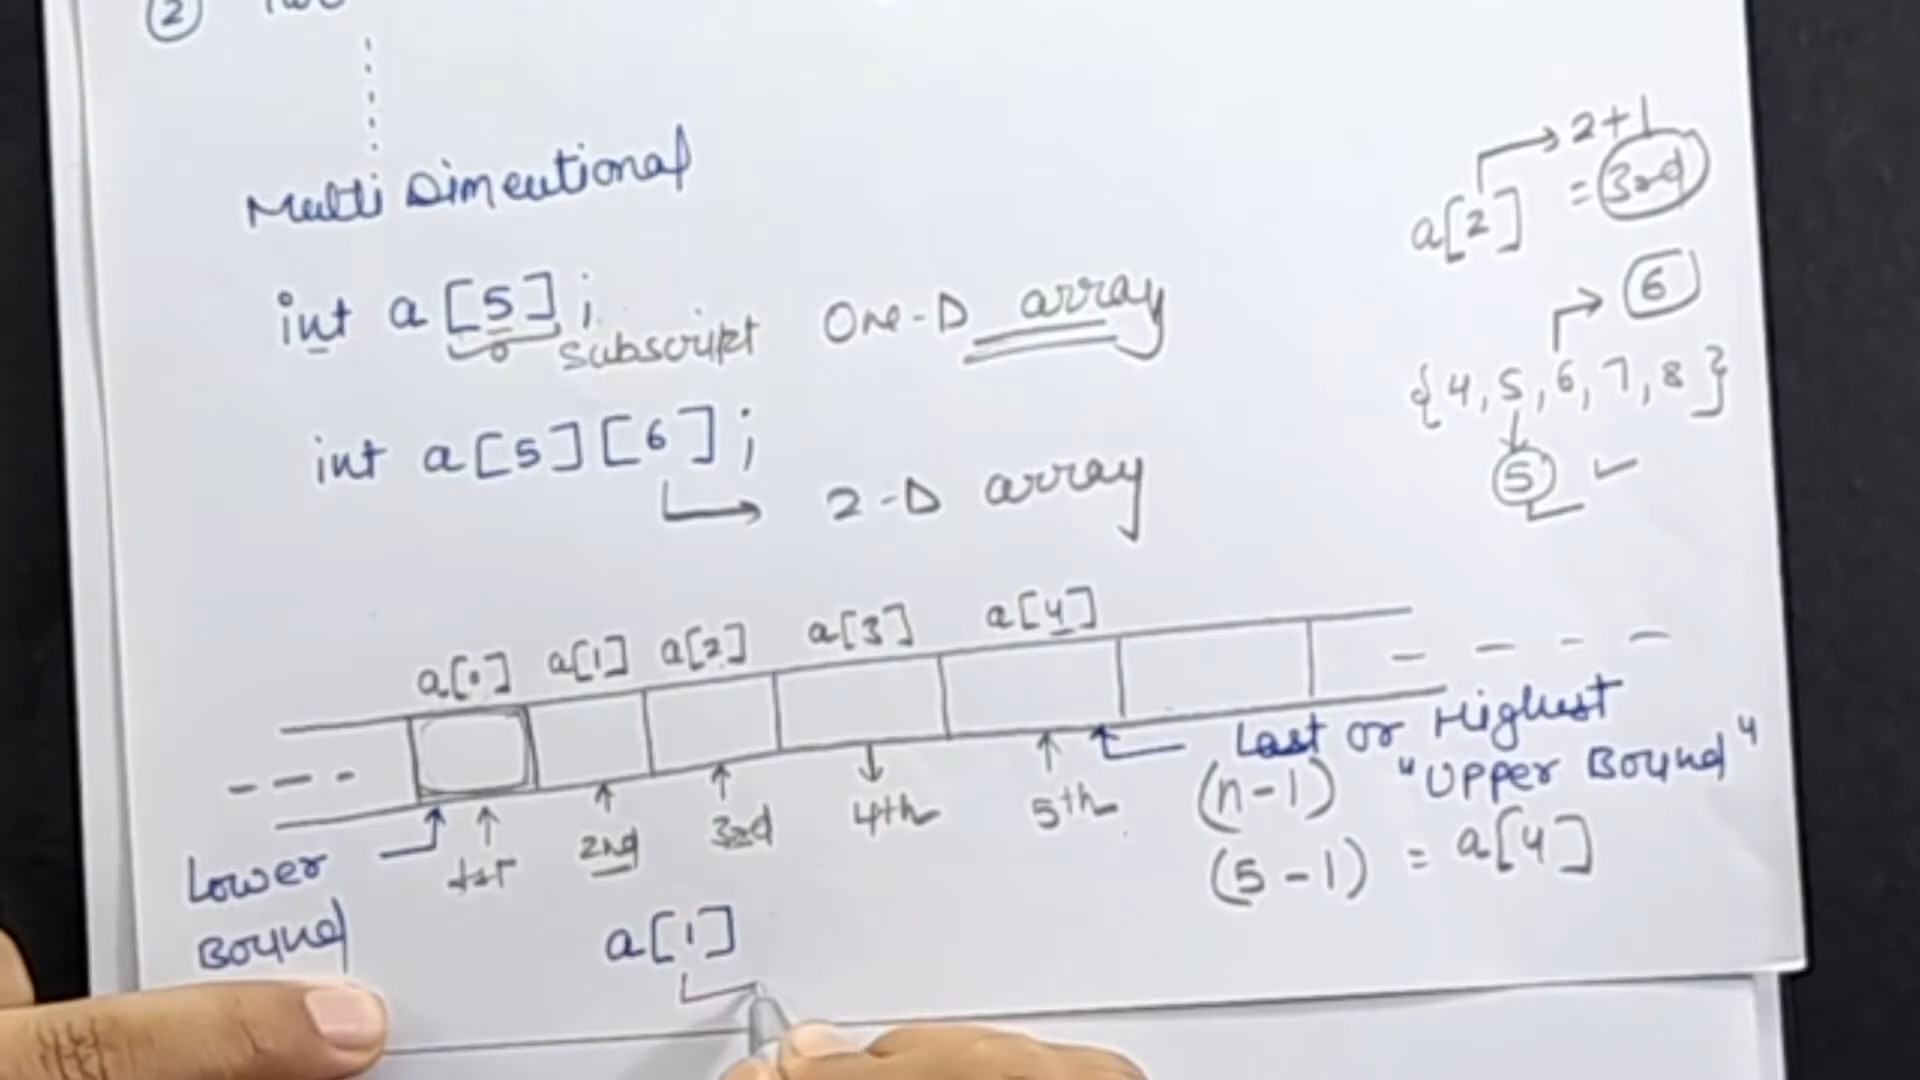 2
Multi Dimentional
int a[5];
Subscript
One-D array
int a[5][6];
2-D array
2+1
a[2] = 3rd
6
{4,5,6,7,8}
5 ✓
a[0] a[1] a[2] a[3] a[4]
1st 2nd 3rd 4th 5th
Lower
Bound
Last or Highest
"Upper Bound"
(n-1)
(5-1) = a[4]
a[1]